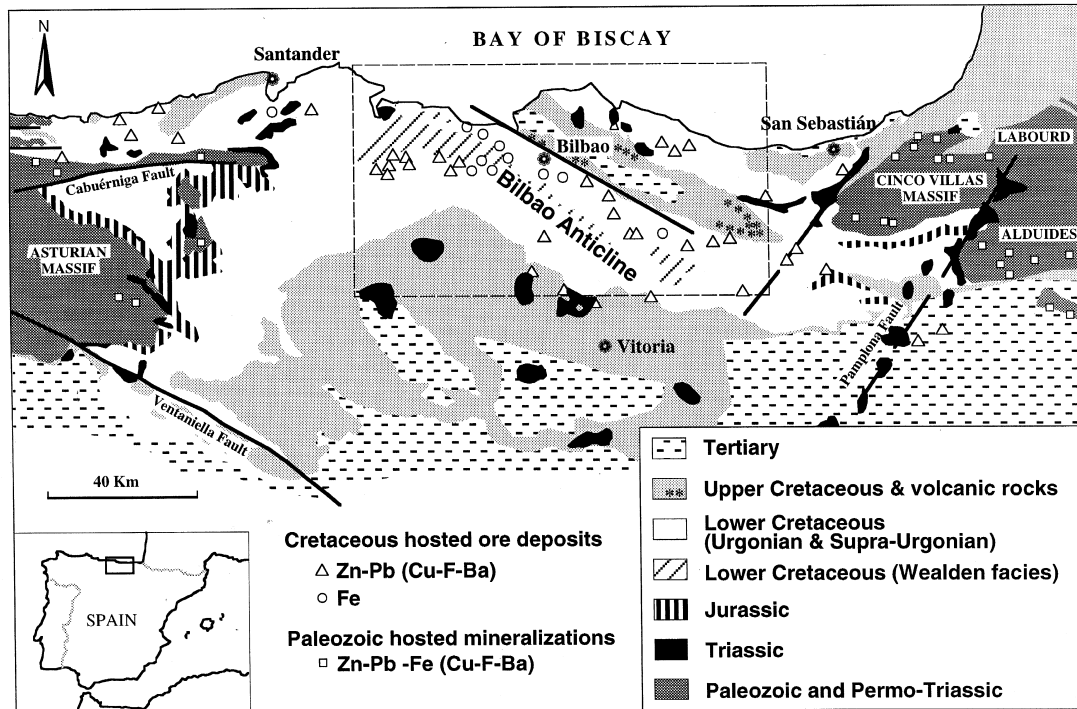 N
BAY OF BISCAY
Santander
San Sebastián
LABOURD
Bilbao
CINCO VILLAS
MASSIF
Cabuérniga Fault
Bilbao Anticline
ALDUIDES
ASTURIAN
MASSIF
Vitoria
Pamplona Fault
Ventaniella Fault
40 Km
SPAIN
Cretaceous hosted ore deposits
Zn-Pb (Cu-F-Ba)
Fe
Paleozoic hosted mineralizations
Zn-Pb -Fe (Cu-F-Ba)
Tertiary
Upper Cretaceous & volcanic rocks
Lower Cretaceous
(Urgonian & Supra-Urgonian)
Lower Cretaceous (Wealden facies)
Jurassic
Triassic
Paleozoic and Permo-Triassic